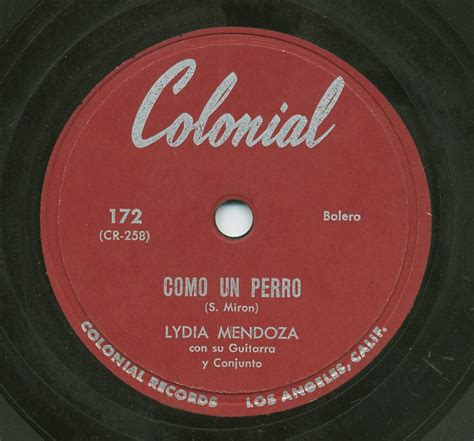 Colonial
172
(CR-258)
Bolero
COMO UN PERRO
(S. Miron)
LYDIA MENDOZA
con su Guitarra
y Conjunto
COLONIAL RECORDS LOS ANGELES, CALIF.